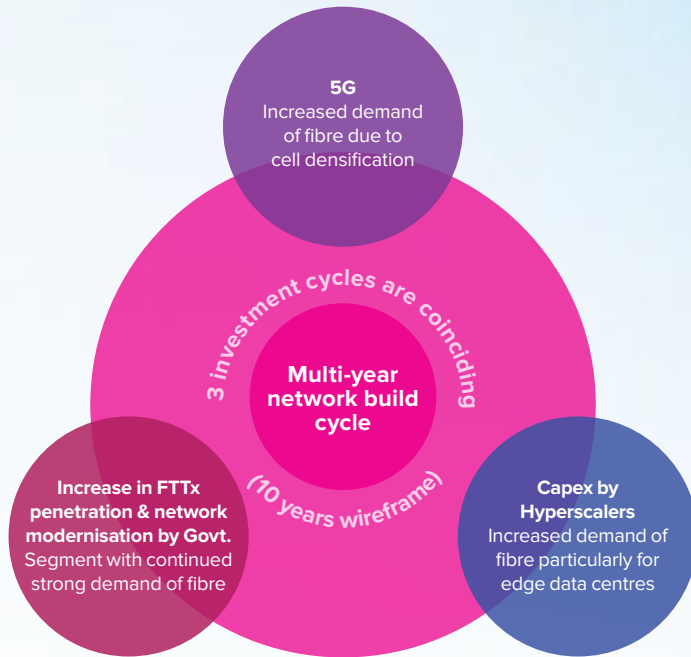 5G
Increased demand
of fibre due to
cell densification
3 investment cycles are coinciding
Multi-year
network build
cycle
(10 years wireframe)
Increase in FTTx
penetration & network
modernisation by Govt.
Segment with continued
strong demand of fibre
Capex by
Hyperscalers
Increased demand of
fibre particularly for
edge data centres